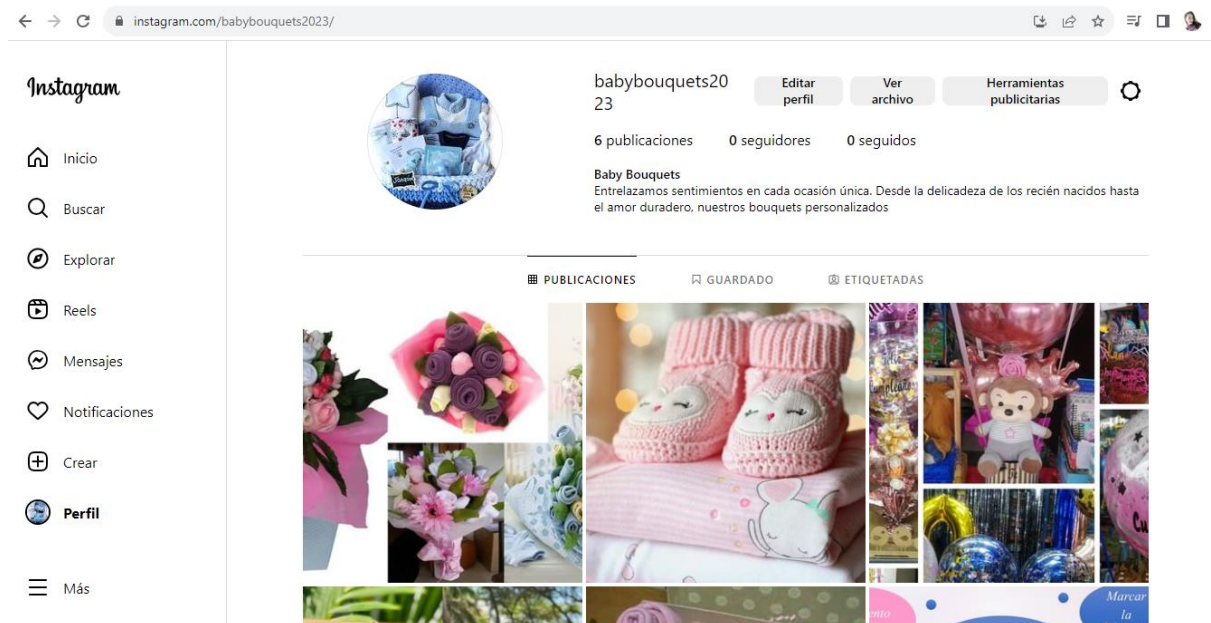 instagram.com/babybouquets2023/
Instagram
Inicio
Buscar
Explorar
Reels
Mensajes
Notificaciones
Crear
Perfil
Más
babybouquets20
23
Editar
perfil
Ver
archivo
Herramientas
publicitarias
6 publicaciones 0 seguidores 0 seguidos
Baby Bouquets
Entrelazamos sentimientos en cada ocasión única. Desde la delicadeza de los recién nacidos hasta
el amor duradero, nuestros bouquets personalizados
PUBLICACIONES GUARDADO ETIQUETADAS
Marcar
la